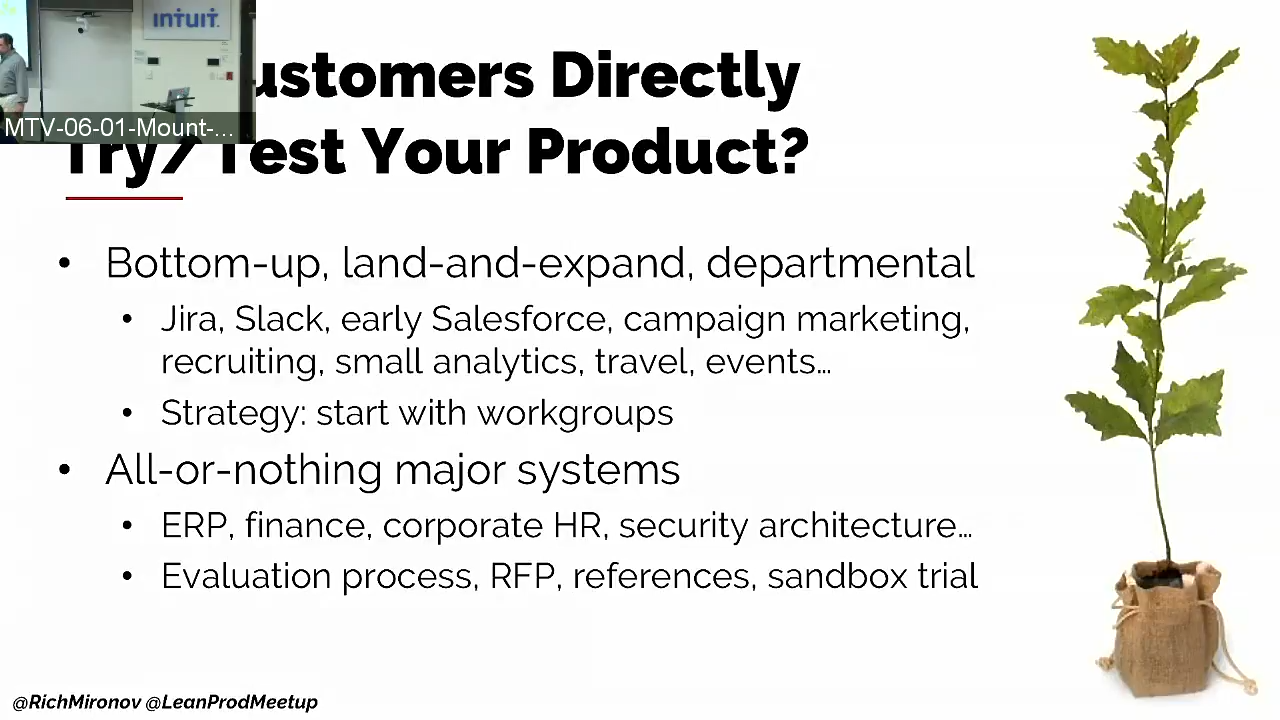 intuit.
MTV-06-01-Mount-...
ustomers Directly
Try/Test Your Product?
• Bottom-up, land-and-expand, departmental
• Jira, Slack, early Salesforce, campaign marketing,
recruiting, small analytics, travel, events…
• Strategy: start with workgroups
• All-or-nothing major systems
• ERP, finance, corporate HR, security architecture…
• Evaluation process, RFP, references, sandbox trial
@RichMironov @LeanProdMeetup